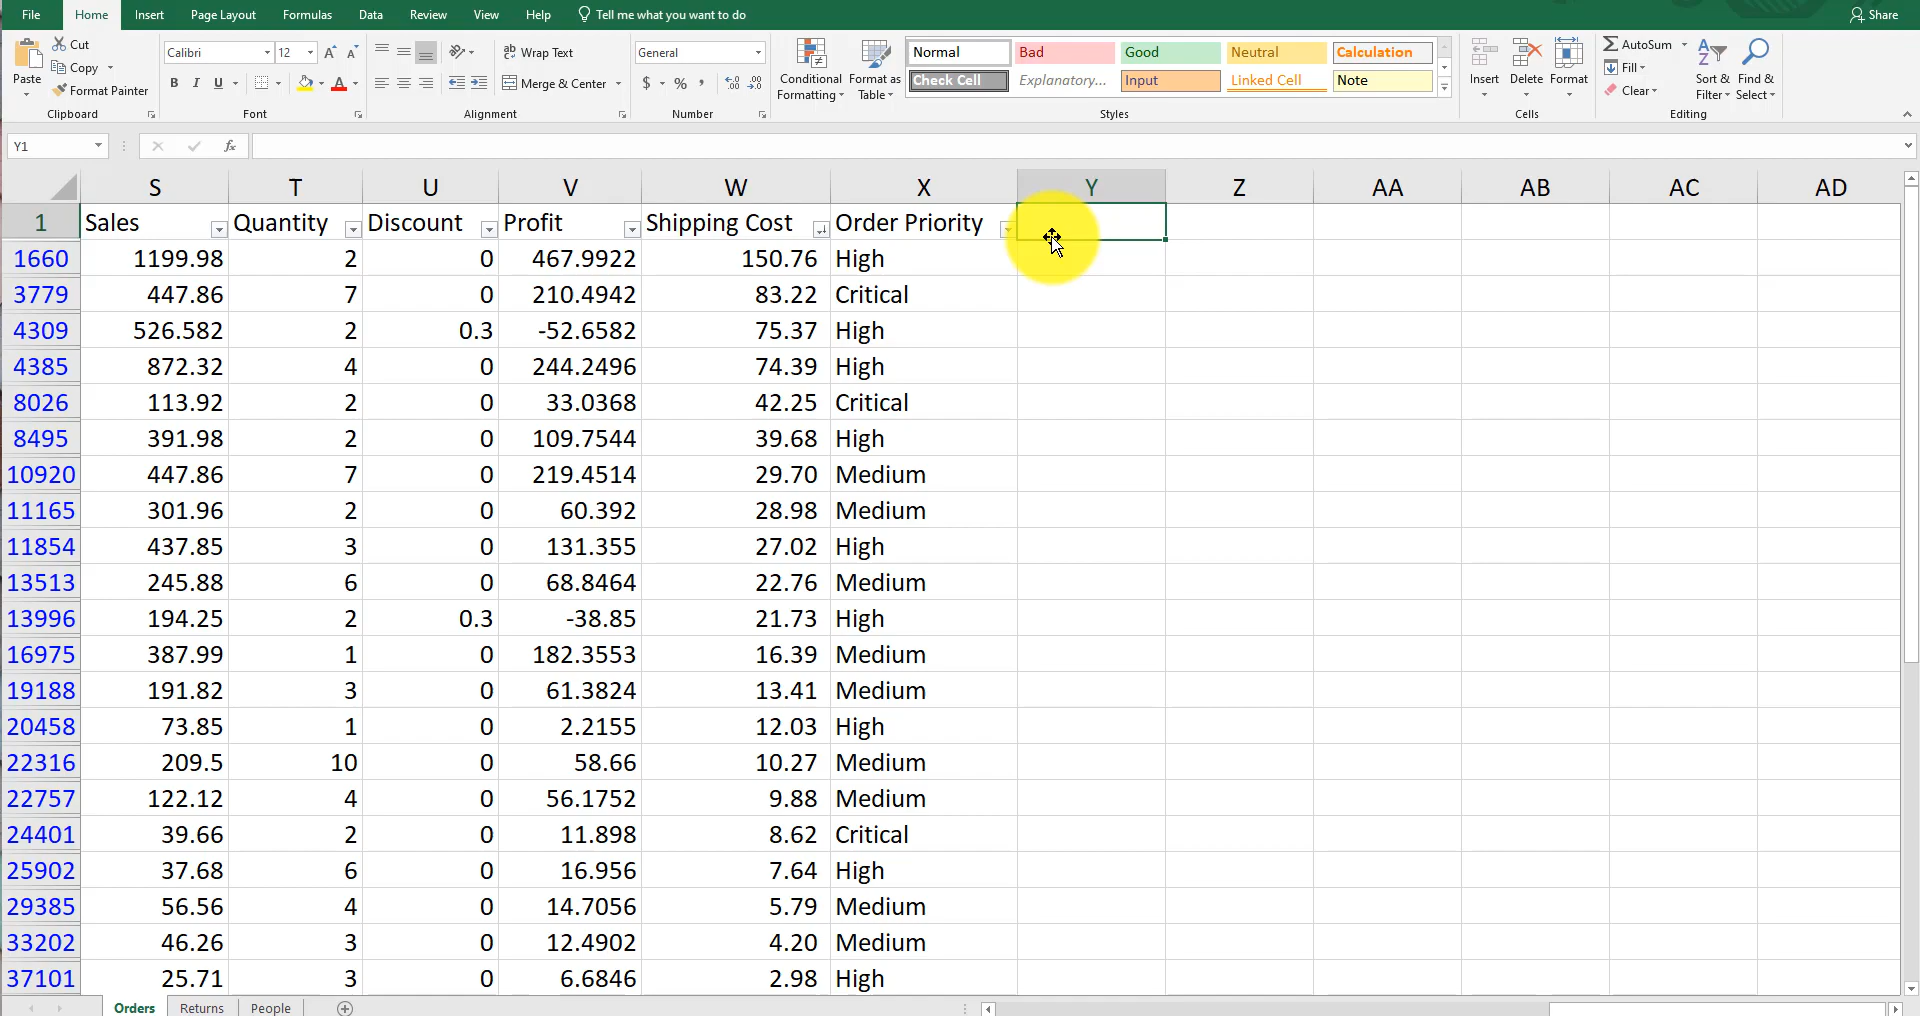 File Home Insert Page Layout Formulas Data Review View Help Tell me what you want to do Share
Cut
Copy
Format Painter
Paste
Clipboard
Calibri 12
B I U
Font
ab Wrap Text
Merge & Center
Alignment
General
$ % ,
Number
Conditional Formatting
Format as Table
Normal Bad Good Neutral Calculation
Check Cell Explanatory... Input Linked Cell Note
Styles
Insert Delete Format
Cells
AutoSum
Fill
Clear
Sort & Filter
Find & Select
Editing
Y1 fx
S T U V W X Y Z AA AB AC AD
1 Sales Quantity Discount Profit Shipping Cost Order Priority
1660 1199.98 2 0 467.9922 150.76 High
3779 447.86 7 0 210.4942 83.22 Critical
4309 526.582 2 0.3 -52.6582 75.37 High
4385 872.32 4 0 244.2496 74.39 High
8026 113.92 2 0 33.0368 42.25 Critical
8495 391.98 2 0 109.7544 39.68 High
10920 447.86 7 0 219.4514 29.70 Medium
11165 301.96 2 0 60.392 28.98 Medium
11854 437.85 3 0 131.355 27.02 High
13513 245.88 6 0 68.8464 22.76 Medium
13996 194.25 2 0.3 -38.85 21.73 High
16975 387.99 1 0 182.3553 16.39 Medium
19188 191.82 3 0 61.3824 13.41 Medium
20458 73.85 1 0 2.2155 12.03 High
22316 209.5 10 0 58.66 10.27 Medium
22757 122.12 4 0 56.1752 9.88 Medium
24401 39.66 2 0 11.898 8.62 Critical
25902 37.68 6 0 16.956 7.64 High
29385 56.56 4 0 14.7056 5.79 Medium
33202 46.26 3 0 12.4902 4.20 Medium
37101 25.71 3 0 6.6846 2.98 High
Orders Returns People